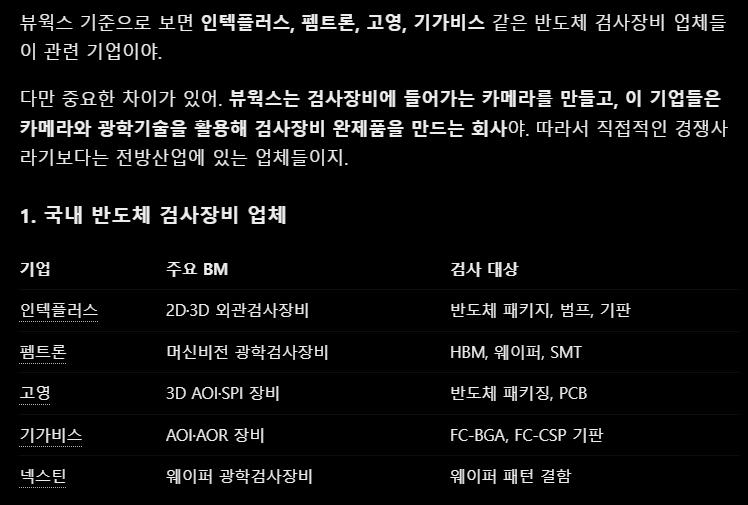 뷰웍스 기준으로 보면 인텍플러스, 펨트론, 고영, 기가비스 같은 반도체 검사장비 업체들
이 관련 기업이야.
다만 중요한 차이가 있어. 뷰웍스는 검사장비에 들어가는 카메라를 만들고, 이 기업들은
카메라와 광학기술을 활용해 검사장비 완제품을 만드는 회사야. 따라서 직접적인 경쟁사
라기보다는 전방산업에 있는 업체들이지.
1. 국내 반도체 검사장비 업체
기업 주요 BM 검사 대상
인텍플러스 2D·3D 외관검사장비 반도체 패키지, 범프, 기판
펨트론 머신비전 광학검사장비 HBM, 웨이퍼, SMT
고영 3D AOI·SPI 장비 반도체 패키징, PCB
기가비스 AOI·AOR 장비 FC-BGA, FC-CSP 기판
넥스틴 웨이퍼 광학검사장비 웨이퍼 패턴 결함